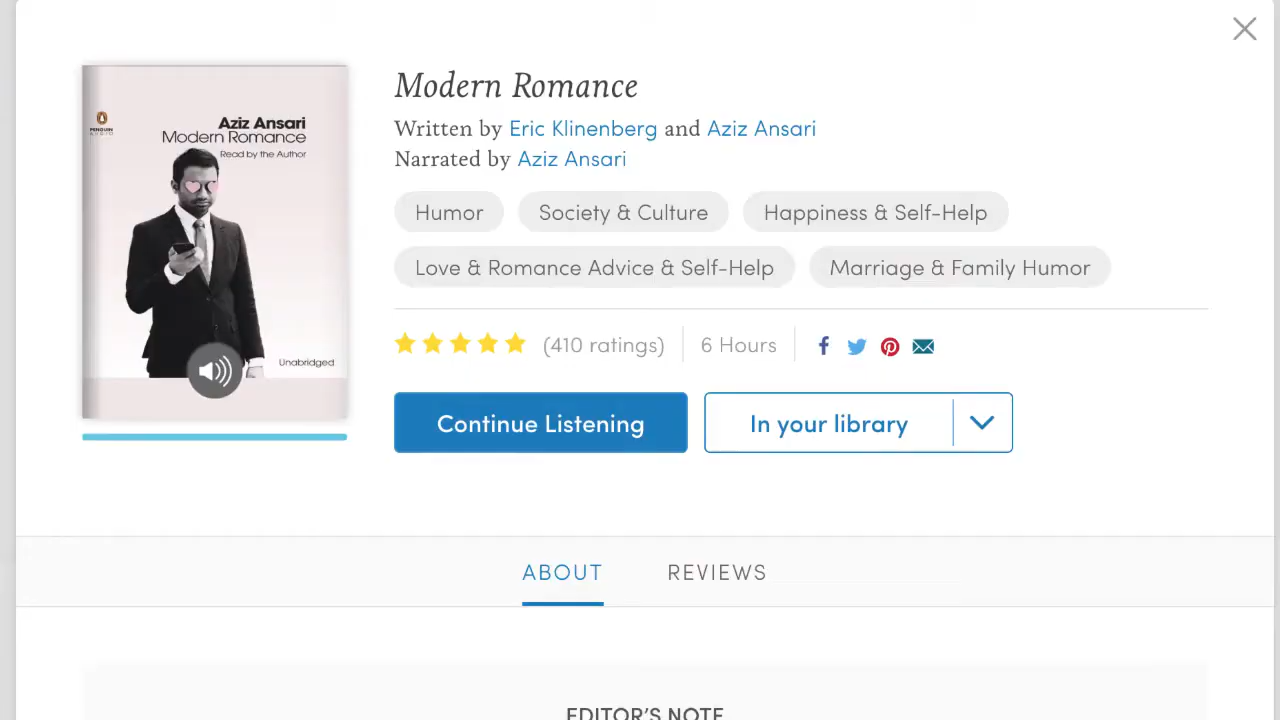 Aziz Ansari
Modern Romance
Read by the Author
PENGUIN
AUDIO
Unabridged
Modern Romance
Written by Eric Klinenberg and Aziz Ansari
Narrated by Aziz Ansari
Humor Society & Culture Happiness & Self-Help
Love & Romance Advice & Self-Help Marriage & Family Humor
(410 ratings) 6 Hours
Continue Listening In your library
ABOUT REVIEWS
EDITOR'S NOTE